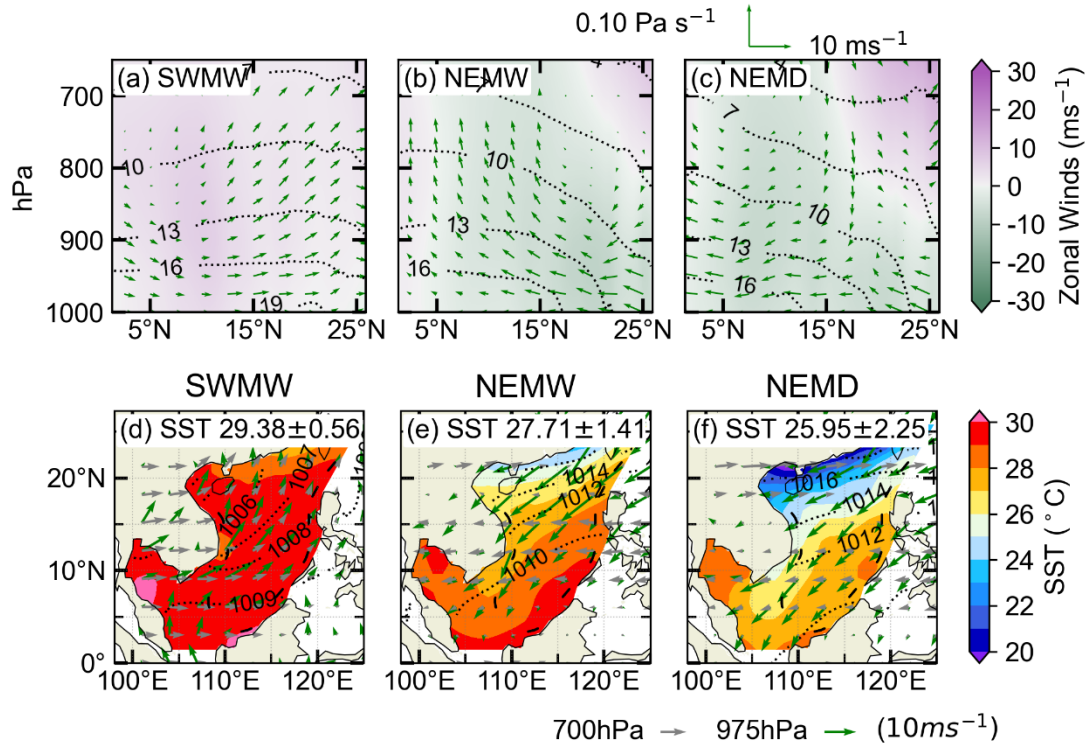 0.10 Pa s⁻¹
10 ms⁻¹
(a) SWMW
(b) NEMW
(c) NEMD
hPa
700
800
900
1000
7
10
13
16
19
4
7
10
13
16
4
7
10
13
16
5°N
15°N
25°N
5°N
15°N
25°N
5°N
15°N
25°N
30
20
10
0
-10
-20
-30
Zonal Winds (ms⁻¹)
SWMW
NEMW
NEMD
(d) SST 29.38±0.56
(e) SST 27.71±1.41
(f) SST 25.95±2.25
20°N
10°N
0°
1007
1006
1008
1009
1014
1012
1010
1016
1014
1012
100°E
110°E
120°E
100°E
110°E
120°E
100°E
110°E
120°E
30
28
26
24
22
20
SST (°C)
700hPa
975hPa
(10ms⁻¹)